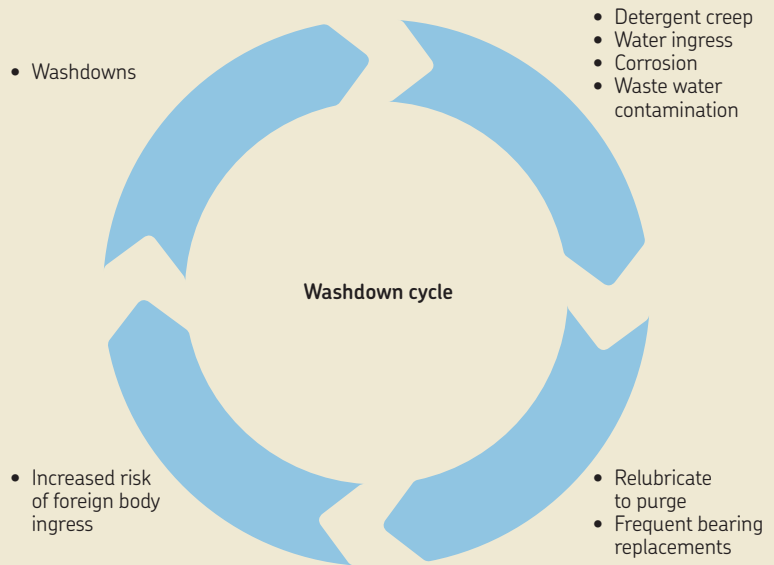 • Washdowns
• Detergent creep
• Water ingress
• Corrosion
• Waste water
contamination
Washdown cycle
• Increased risk
of foreign body
ingress
• Relubricate
to purge
• Frequent bearing
replacements